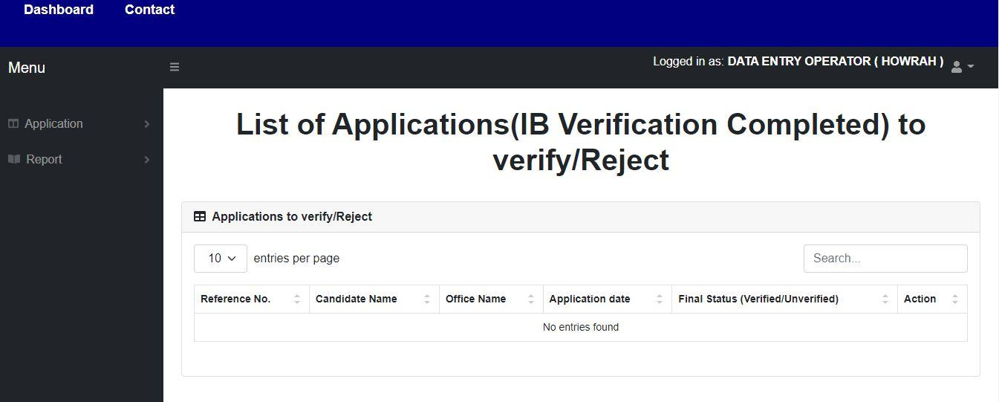 Dashboard Contact
Menu
Logged in as: DATA ENTRY OPERATOR ( HOWRAH )
Application
Report
List of Applications(IB Verification Completed) to
verify/Reject
Applications to verify/Reject
10 entries per page
Search...
Reference No. Candidate Name Office Name Application date Final Status (Verified/Unverified) Action
No entries found